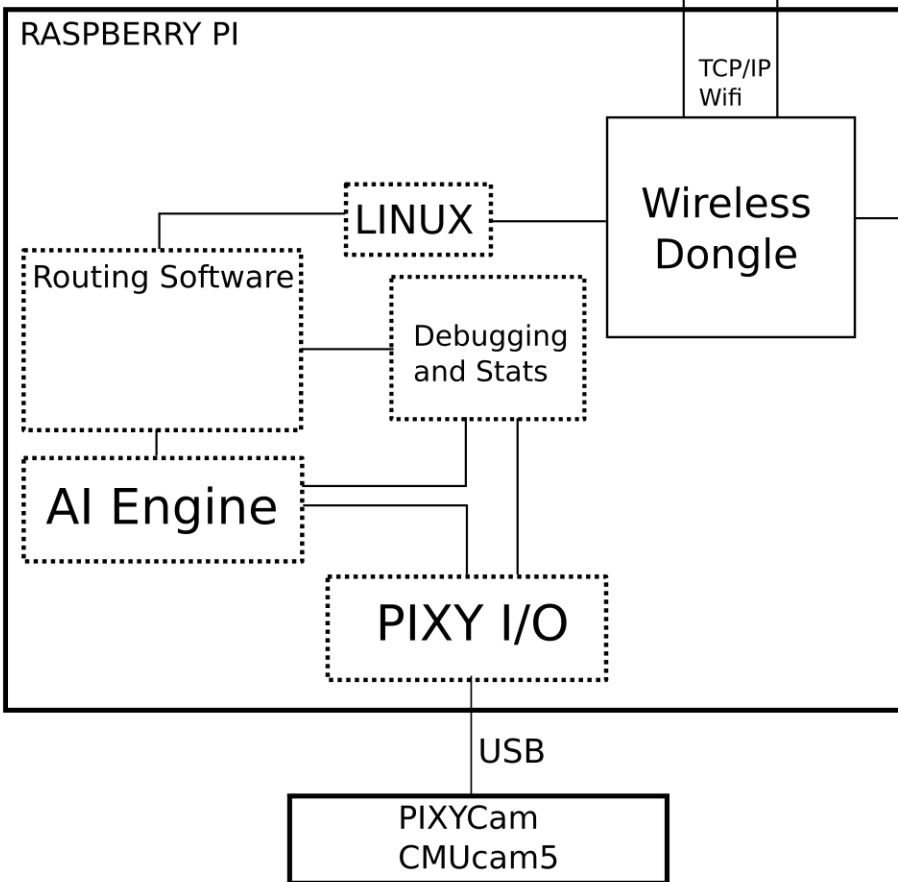 RASPBERRY PI
TCP/IP
Wifi
Wireless
Dongle
LINUX
Routing Software
Debugging
and Stats
AI Engine
PIXY I/O
USB
PIXYCam
CMUcam5